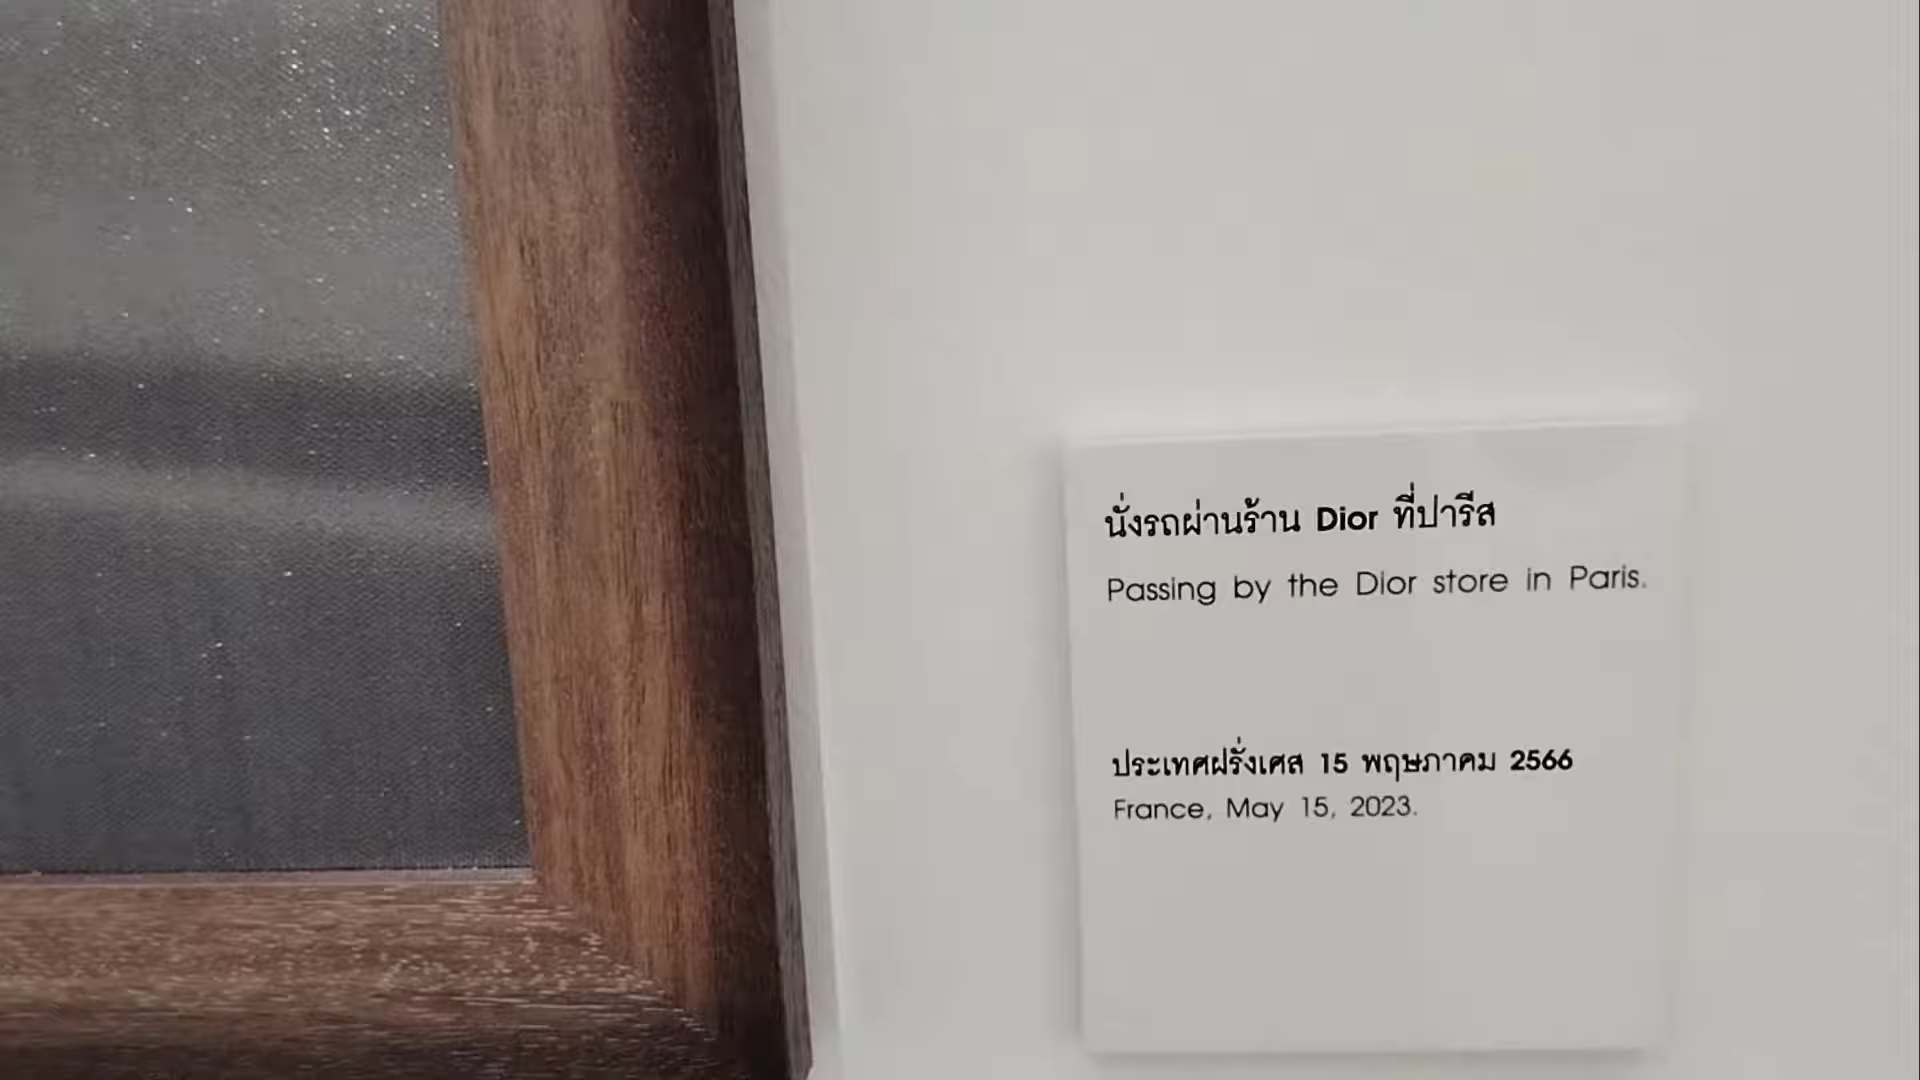 นั่งรถผ่านร้าน Dior ที่ปารีส
Passing by the Dior store in Paris.
ประเทศฝรั่งเศส 15 พฤษภาคม 2566
France, May 15, 2023.